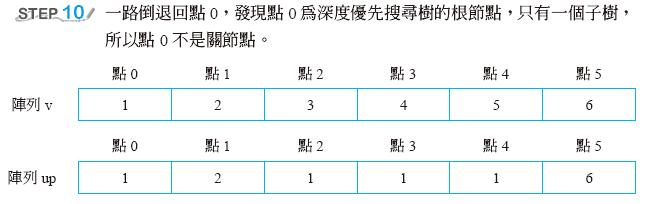 STEP 10 一路倒退回點 0，發現點 0 為深度優先搜尋樹的根節點，只有一個子樹，
所以點 0 不是關節點。
點 0 點 1 點 2 點 3 點 4 點 5
陣列 v 1 2 3 4 5 6
點 0 點 1 點 2 點 3 點 4 點 5
陣列 up 1 2 1 1 1 6